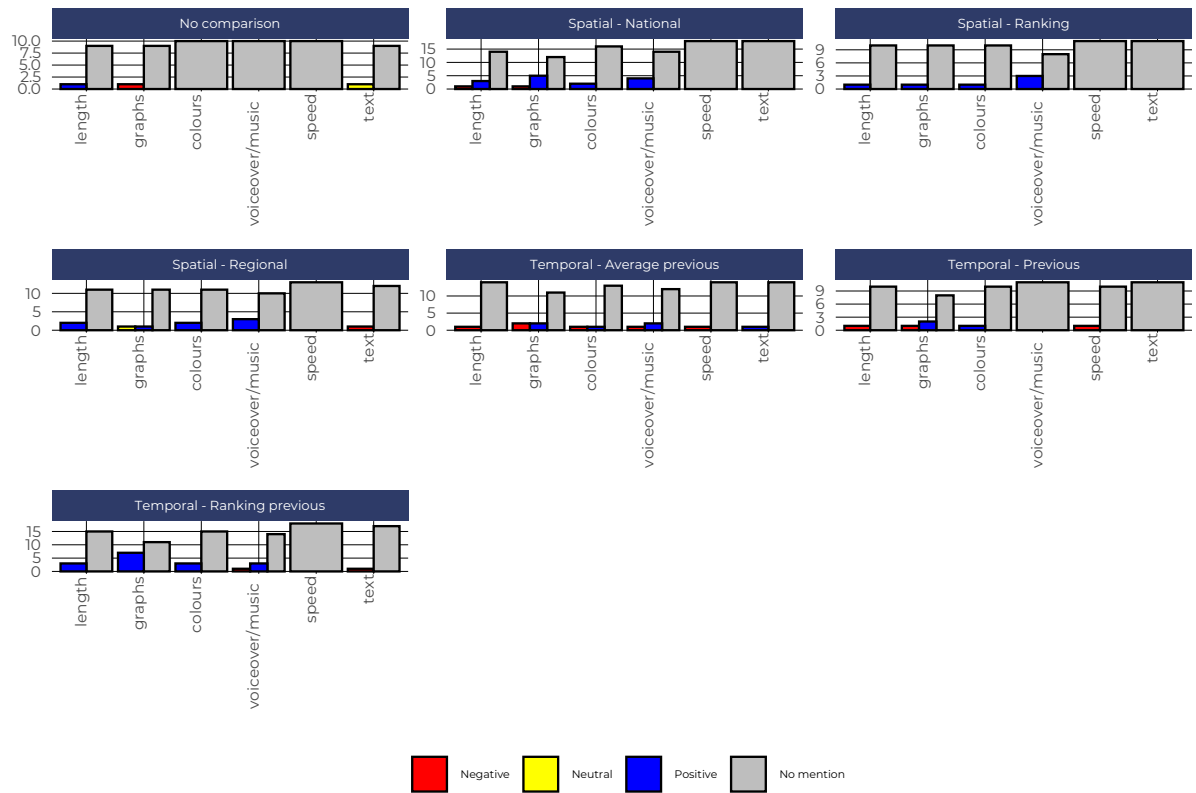 No comparison
10.0
7.5
5.0
2.5
0.0
length
graphs
colours
voiceover/music
speed
text
Spatial - National
15
10
5
0
length
graphs
colours
voiceover/music
speed
text
Spatial - Ranking
9
6
3
0
length
graphs
colours
voiceover/music
speed
text
Spatial - Regional
10
5
0
length
graphs
colours
voiceover/music
speed
text
Temporal - Average previous
10
5
0
length
graphs
colours
voiceover/music
speed
text
Temporal - Previous
9
6
3
0
length
graphs
colours
voiceover/music
speed
text
Temporal - Ranking previous
15
10
5
0
length
graphs
colours
voiceover/music
speed
text
Negative Neutral Positive No mention